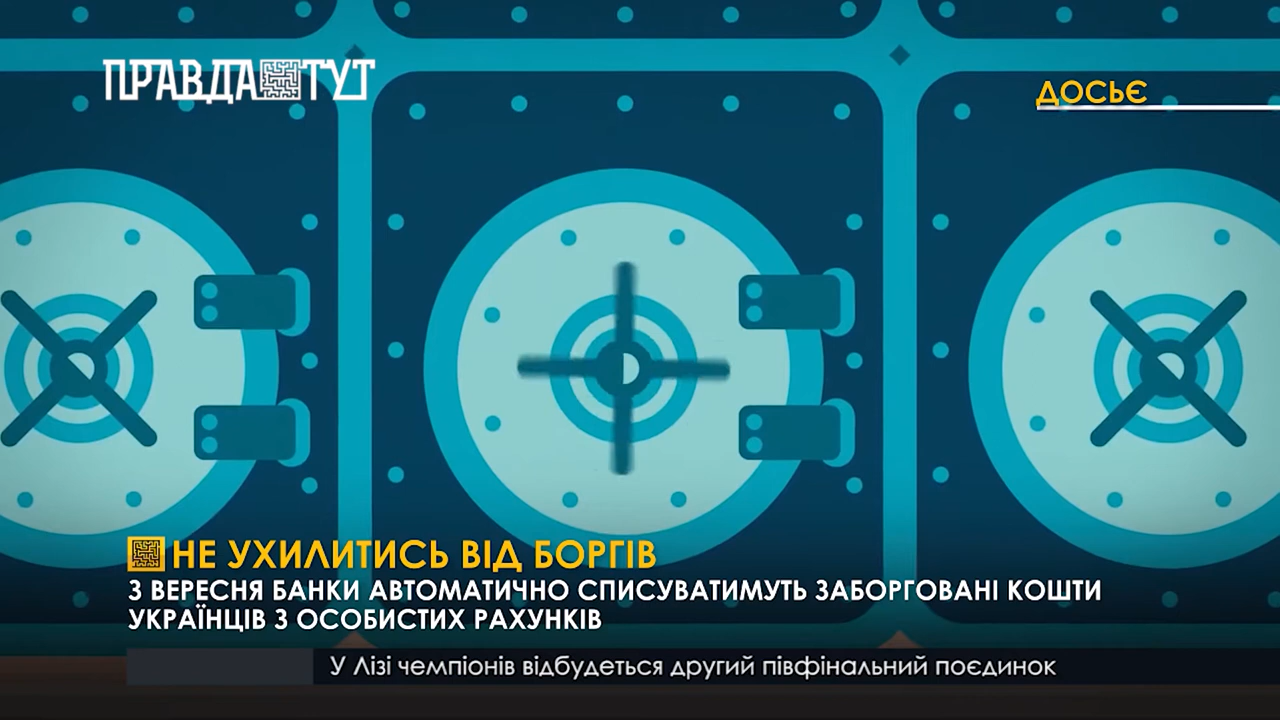 ПРАВДА ТУТ
ДОСЬЄ
НЕ УХИЛИТИСЬ ВІД БОРГІВ
З ВЕРЕСНЯ БАНКИ АВТОМАТИЧНО СПИСУВАТИМУТЬ ЗАБОРГОВАНІ КОШТИ
УКРАЇНЦІВ З ОСОБИСТИХ РАХУНКІВ
У Лізі чемпіонів відбудеться другий півфінальний поєдинок